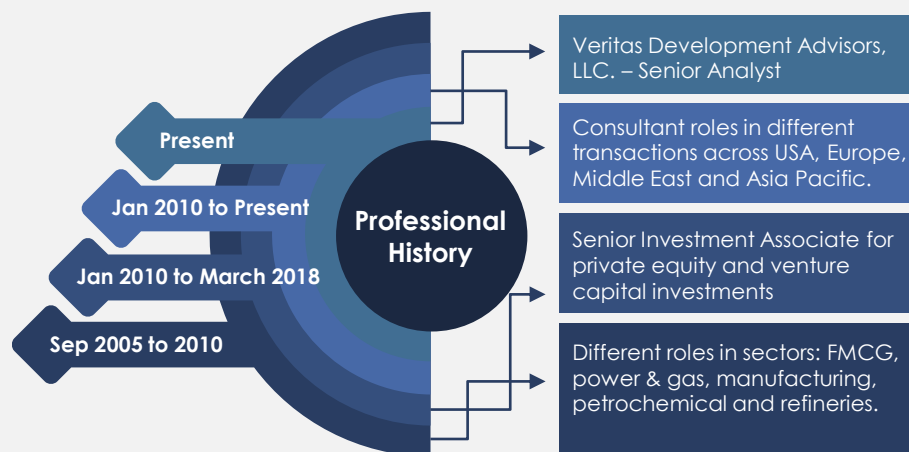 Present
Jan 2010 to Present
Jan 2010 to March 2018
Sep 2005 to 2010
Professional
History
Veritas Development Advisors,
LLC. – Senior Analyst
Consultant roles in different
transactions across USA, Europe,
Middle East and Asia Pacific.
Senior Investment Associate for
private equity and venture
capital investments
Different roles in sectors: FMCG,
power & gas, manufacturing,
petrochemical and refineries.